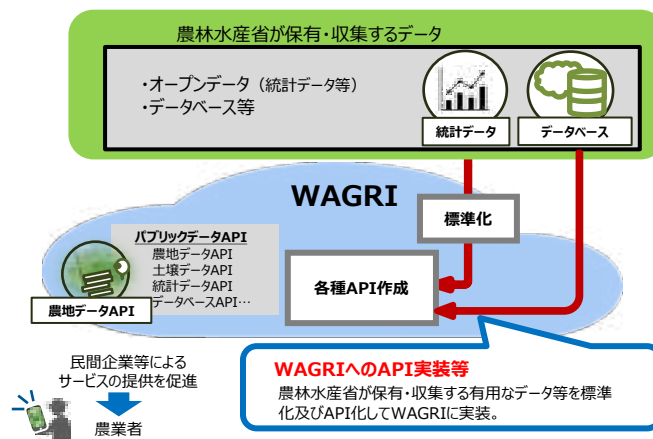 農林水産省が保有・収集するデータ
・オープンデータ（統計データ等）
・データベース等
統計データ
データベース
WAGRI
標準化
パブリックデータAPI
農地データAPI
土壌データAPI
統計データAPI
データベースAPI…
農地データAPI
各種API作成
WAGRIへのAPI実装等
農林水産省が保有・収集する有用なデータ等を標準
化及びAPI化してWAGRIに実装。
民間企業等による
サービスの提供を促進
農業者